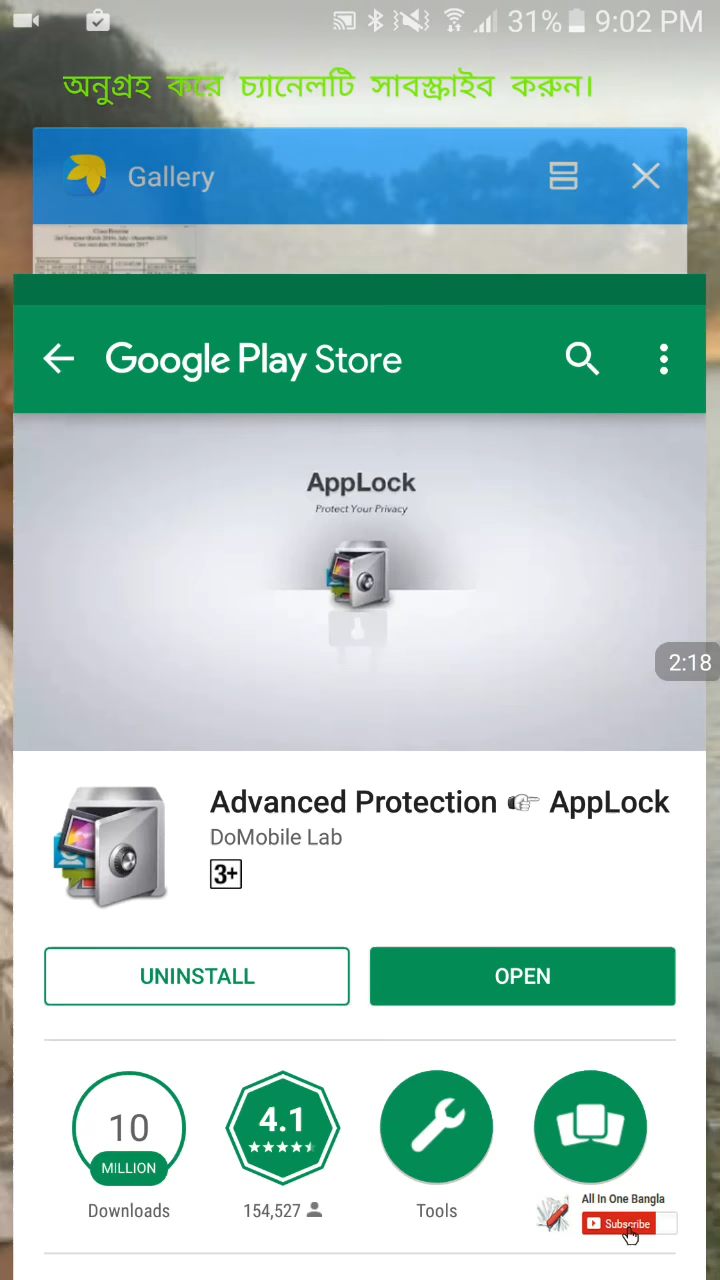 31% 9:02 PM
অনুগ্রহ করে চ্যানেলটি সাবস্ক্রাইব করুন।
Gallery
Google Play Store
AppLock
Protect Your Privacy
2:18
Advanced Protection 👉 AppLock
DoMobile Lab
3+
UNINSTALL OPEN
10 4.1
MILLION
Downloads 154,527 Tools
All In One Bangla
Subscribe